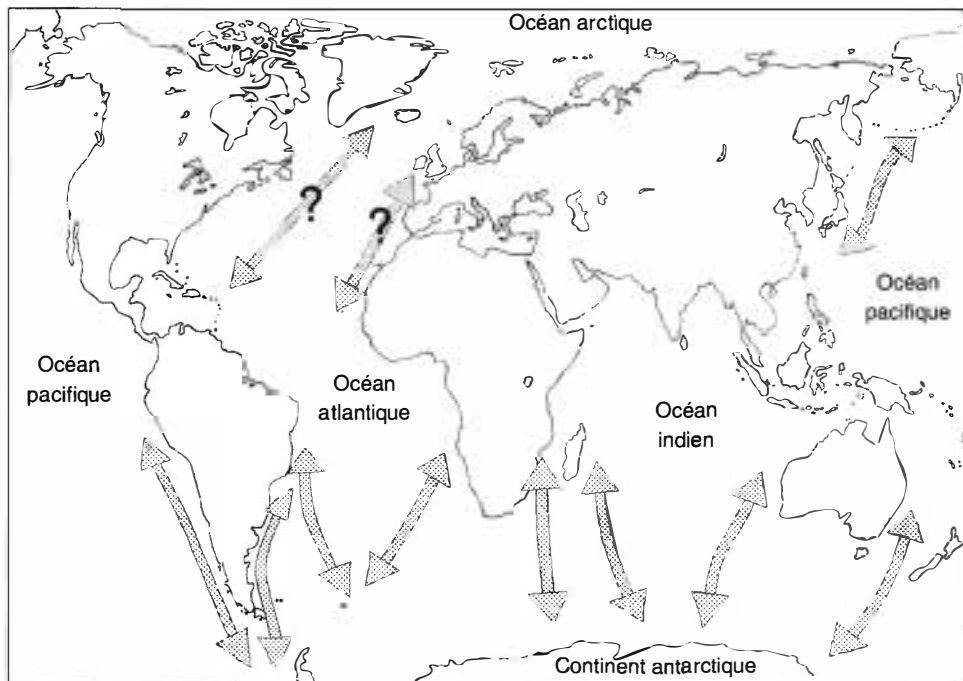 Océan arctique
?
?
Océan
pacifique
Océan
pacifique
Océan
atlantique
Océan
indien
Continent antarctique